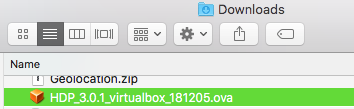 Downloads
Name
Geolocation.zip
HDP_3.0.1_virtualbox_181205.ova